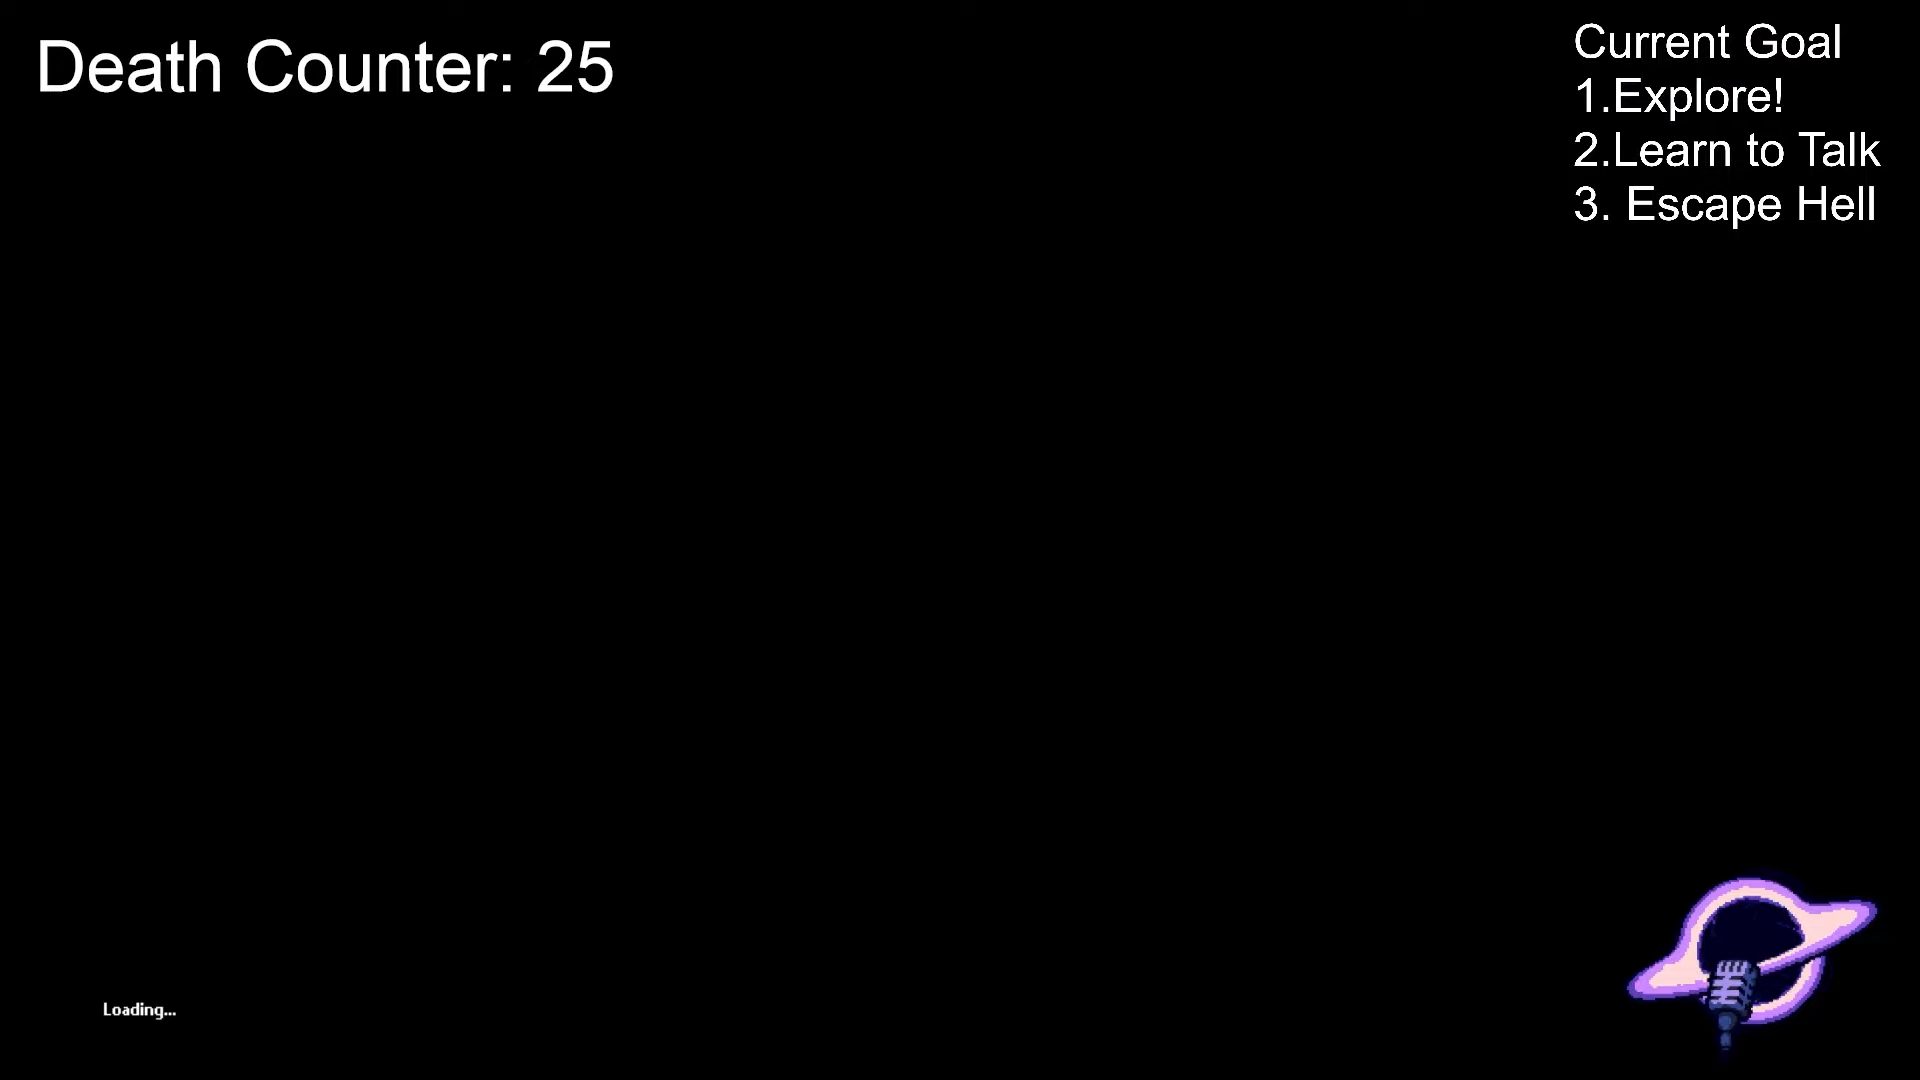 Death Counter: 25
Current Goal
1.Explore!
2.Learn to Talk
3. Escape Hell
Loading...